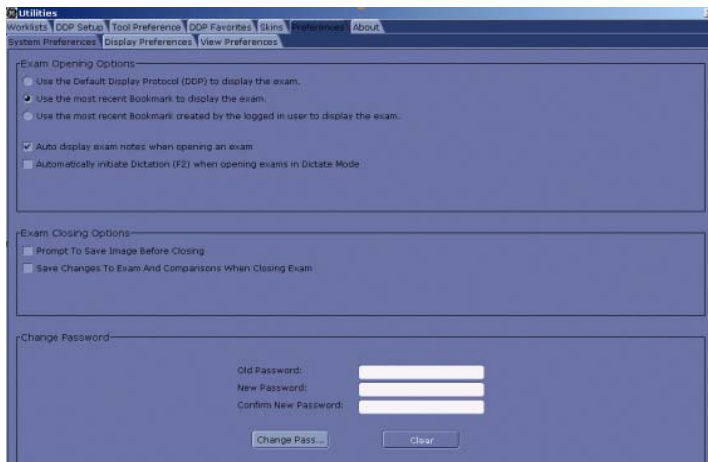 Utilities
Worklists DDP Setup Tool Preference DDP Favorites Skins Preferences About
System Preferences Display Preferences View Preferences
Exam Opening Options
Use the Default Display Protocol (DDP) to display the exam.
Use the most recent Bookmark to display the exam.
Use the most recent Bookmark created by the logged in user to display the exam.
Auto display exam notes when opening an exam
Automatically initiate Dictation (F2) when opening exams in Dictate Mode
Exam Closing Options
Prompt To Save Image Before Closing
Save Changes To Exam And Comparisons When Closing Exam
Change Password
Old Password:
New Password:
Confirm New Password:
Change Pass... Clear